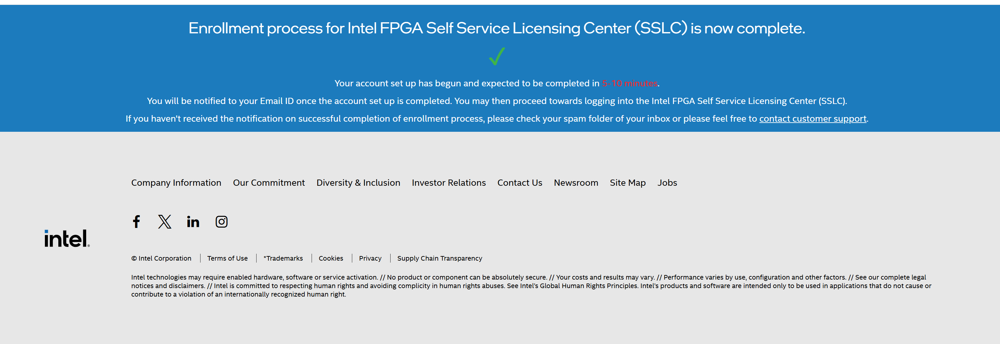 Enrollment process for Intel FPGA Self Service Licensing Center (SSLC) is now complete.
Your account set up has begun and expected to be completed in 5-10 minutes.
You will be notified to your Email ID once the account set up is completed. You may then proceed towards logging into the Intel FPGA Self Service Licensing Center (SSLC).
If you haven't received the notification on successful completion of enrollment process, please check your spam folder of your inbox or please feel free to contact customer support.
Company Information Our Commitment Diversity & Inclusion Investor Relations Contact Us Newsroom Site Map Jobs
intel®
© Intel Corporation Terms of Use *Trademarks Cookies Privacy Supply Chain Transparency
Intel technologies may require enabled hardware, software or service activation. // No product or component can be absolutely secure. // Your costs and results may vary. // Performance varies by use, configuration and other factors. // See our complete legal
notices and disclaimers. // Intel is committed to respecting human rights and avoiding complicity in human rights abuses. See Intel’s Global Human Rights Principles. Intel’s products and software are intended only to be used in applications that do not cause or
contribute to a violation of an internationally recognized human right.